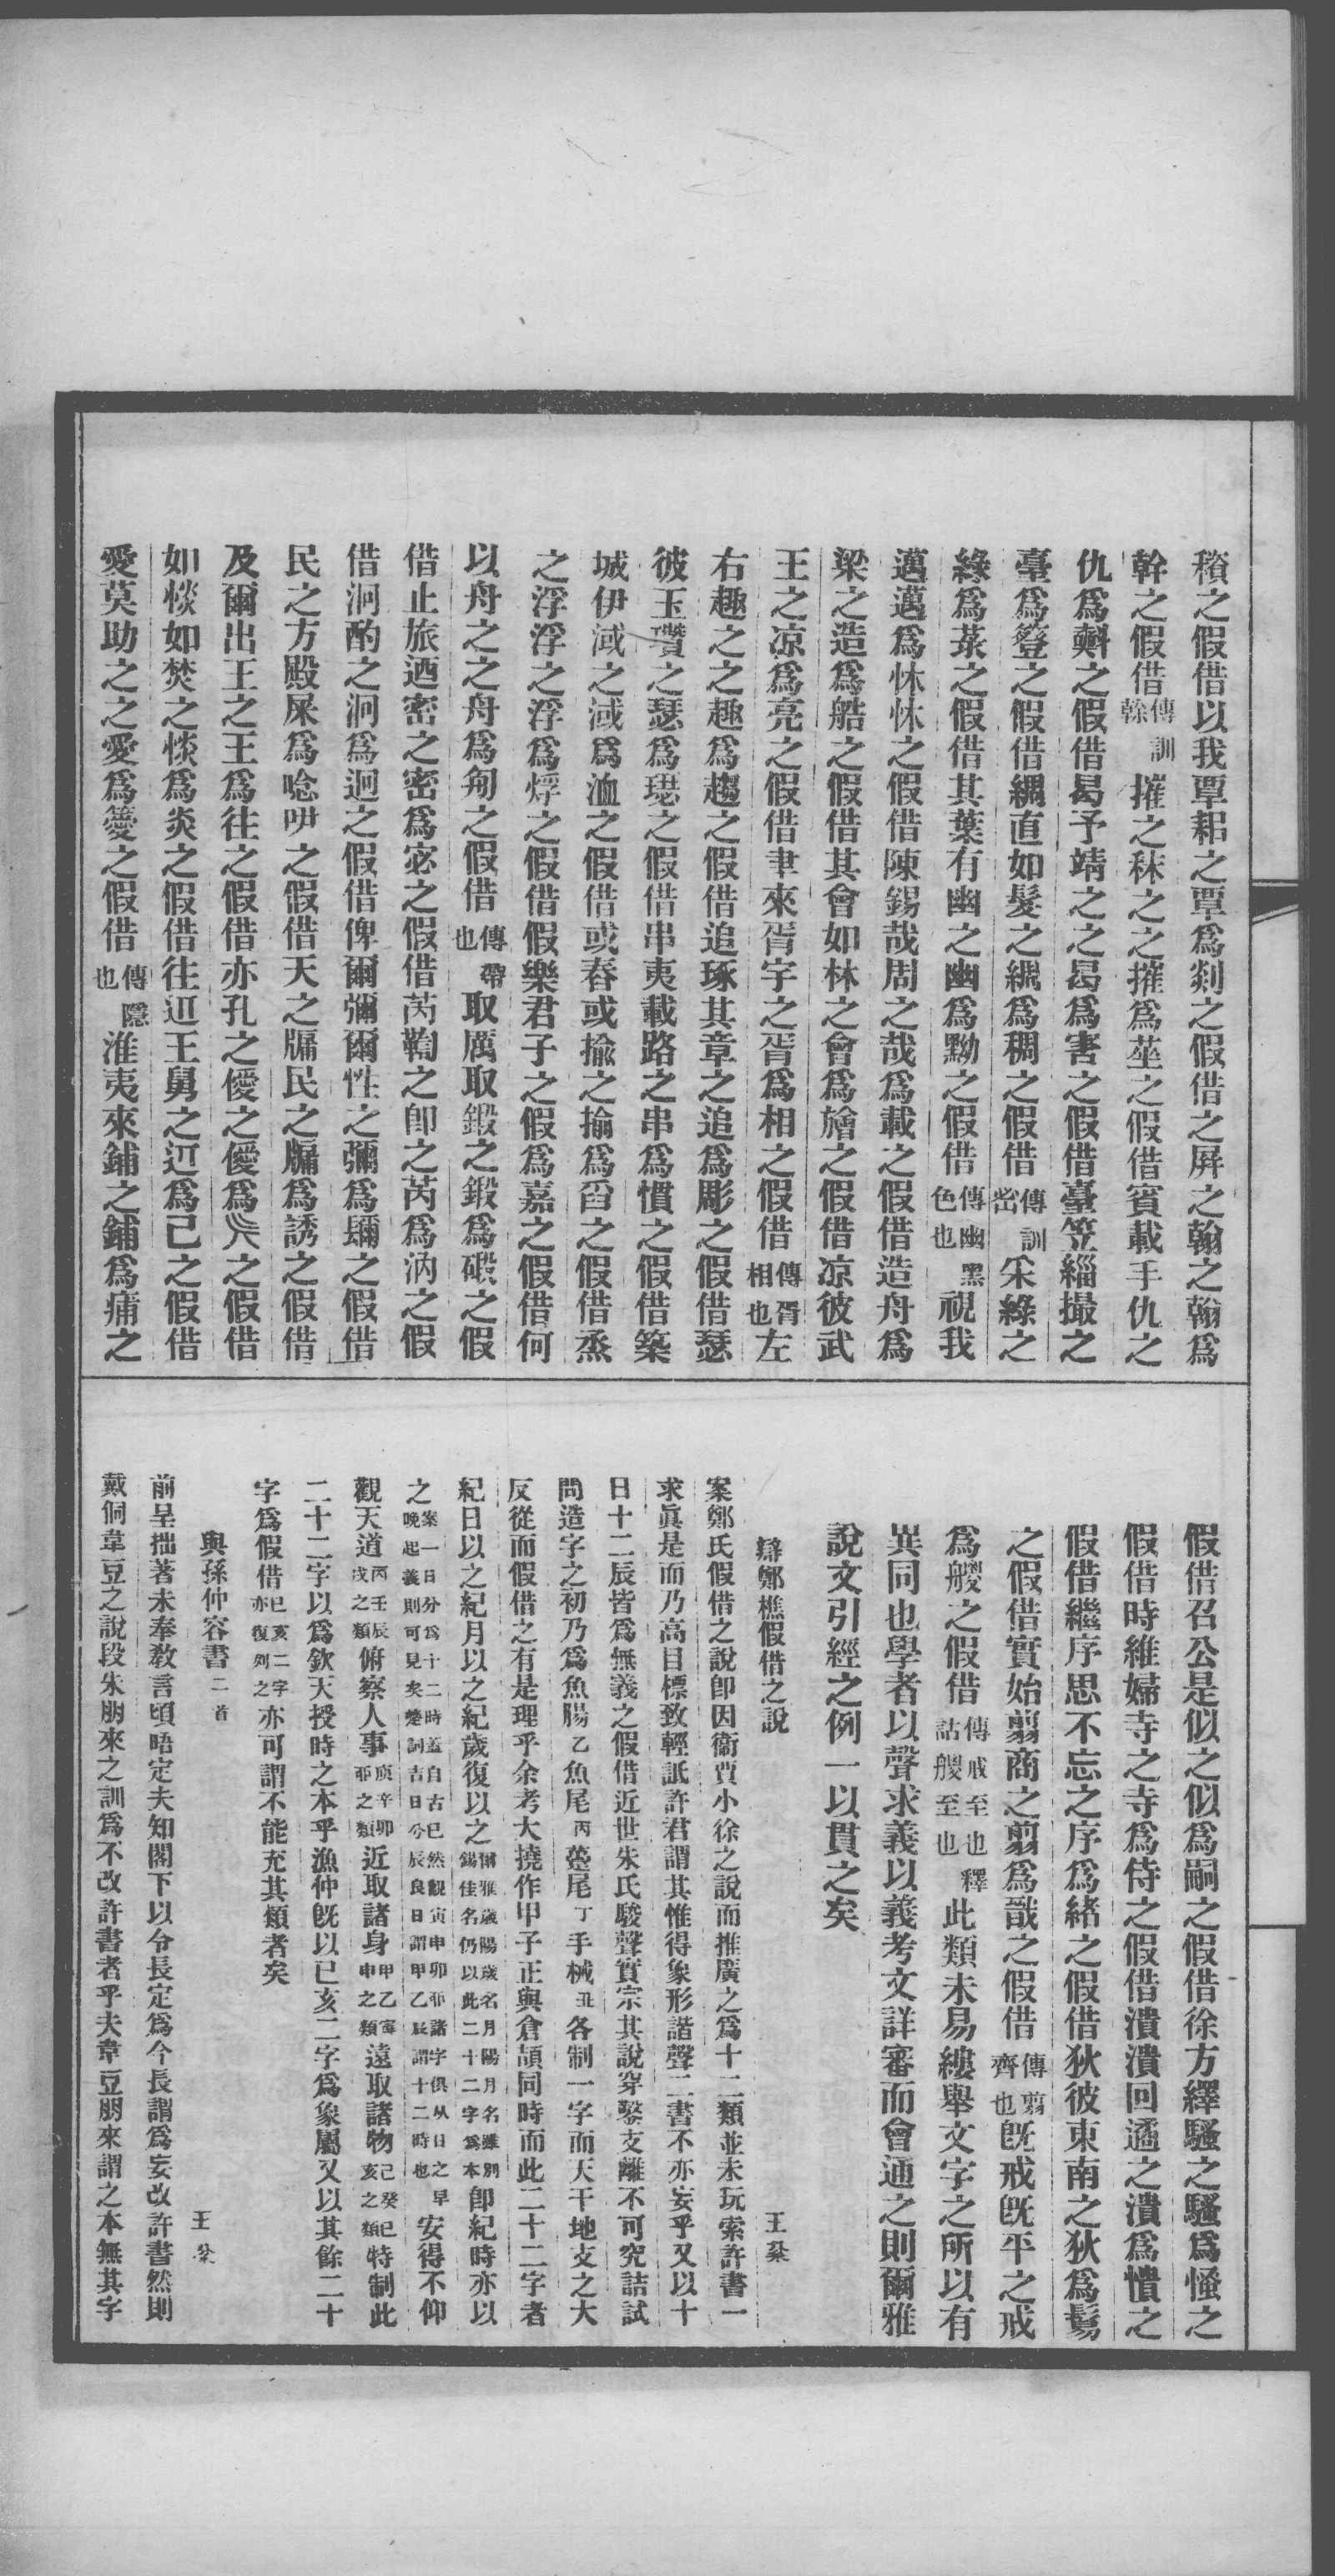 穧之假借以我覃耜之覃爲剡之假借之屏之翰之翰爲
幹之假借傳訓榦摧之秣之之摧爲莝之假借賓載手仇之
仇爲㪺之假借曷予靖之之曷爲害之假借臺笠緇撮之
臺爲簦之假借綢直如髮之綢爲稠之假借傳訓密采綠之
綠爲菉之假借其葉有幽之幽爲黝之假借傳幽黑色也視我
邁邁爲怖怖之假借陳錫哉周之哉爲載之假借造舟爲
梁之造爲艁之假借其會如林之會爲旝之假借凉彼武
王之凉爲亮之假借聿來胥宇之胥爲相之假借傳胥相也左
右趣之之趣爲趨之假借追琢其章之追爲彫之假借瑟
彼玉瓚之瑟爲璱之假借串夷載路之串爲慣之假借築
城伊淢之淢爲洫之假借或舂或揄之揄爲舀之假借烝
之浮浮之浮爲烰之假借假樂君子之假爲嘉之假借何
以舟之之舟爲匊之假借傳帶也取厲取鍛之鍛爲碫之假
借止旅迺密之密爲宓之假借芮鞫之卽之芮爲汭之假
借泂酌之泂爲迥之假借俾爾彌爾性之彌爲镾之假借
民之方殿屎爲唸㕧之假借天之牖民之牖爲誘之假借
及爾出王之王爲往之假借亦孔之僾之僾爲㒫之假借
如惔如焚之惔爲炎之假借往䢋王舅之䢋爲己之假借
愛莫助之之愛爲薆之假借傳隱也淮夷來鋪之鋪爲痡之
假借召公是似之似爲嗣之假借徐方繹騷之騷爲慅之
假借時維婦寺之寺爲侍之假借潰潰回遹之潰爲憒之
假借繼序思不忘之序爲緒之假借狄彼東南之狄爲鬄
之假借實始翦商之翦爲戩之假借傳翦齊也旣戒旣平之戒
爲艐之假借傳戒至也釋詁艐至也此類未易縷舉文字之所以有
異同也學者以聲求義以義考文詳審而會通之則爾雅
說文引經之例一以貫之矣
辯鄭樵假借之說 王棻
案鄭氏假借之說卽因衞賈小徐之說而推廣之爲十二類並未玩索許書一
求眞是而乃高目標致輕詆許君謂其惟得象形諧聲二書不亦妄乎又以十
日十二辰皆爲無義之假借近世朱氏駿聲實宗其說穿鑿支離不可究詰試
問造字之初乃爲魚腸乙魚尾丙蠆尾丁手械丑各制一字而天干地支之大
反從而假借之有是理乎余考大撓作甲子正與倉頡同時而此二十二字者
紀日以之紀月以之紀歲復以之爾雅歲陽歲名月陽月名雖別錫佳名仍以此二十二字爲本卽紀時亦以
之案一日分爲十二時蓋自古已然觀寅申卯邜諸字俱从日之早晚起義則可見矣楚詞吉日兮辰良日謂甲乙辰謂十二時也安得不仰
觀天道丙壬辰戌之類俯察人事庚辛卯邜之類近取諸身甲乙寅申之類遠取諸物己癸巳亥之類特制此
二十二字以爲欽天授時之本乎漁仲旣以巳亥二字爲象屬又以其餘二十
字爲假借巳亥二字亦復列之亦可謂不能充其類者矣
與孫仲容書二首 王棻
前呈拙著未奉敎言頃晤定夫知閣下以令長定爲今長謂爲妄改許書然則
戴侗韋豆之說段朱朋來之訓爲不改許書者乎夫韋豆朋來謂之本無其字